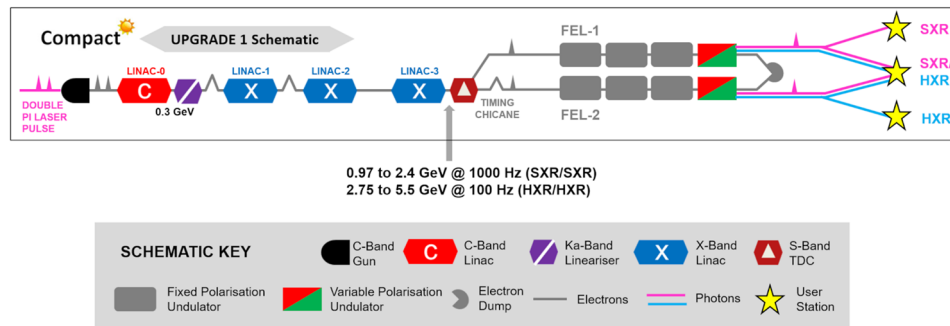 Compact
UPGRADE 1 Schematic
FEL-1
SXR
LINAC-0
LINAC-1
LINAC-2
LINAC-3
C
X
X
X
SXR/
HXR
0.3 GeV
DOUBLE
PI LASER
PULSE
TIMING
CHICANE
FEL-2
HXR
0.97 to 2.4 GeV @ 1000 Hz (SXR/SXR)
2.75 to 5.5 GeV @ 100 Hz (HXR/HXR)
SCHEMATIC KEY
C-Band
Gun
C
C-Band
Linac
Ka-Band
Lineariser
X
X-Band
Linac
S-Band
TDC
Fixed Polarisation
Undulator
Variable Polarisation
Undulator
Electron
Dump
Electrons
Photons
User
Station